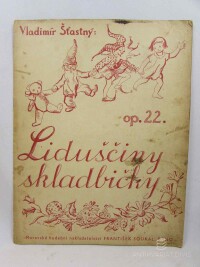 Vladimír Šťastný:
op. 22.
Liduščiny
skladbičky